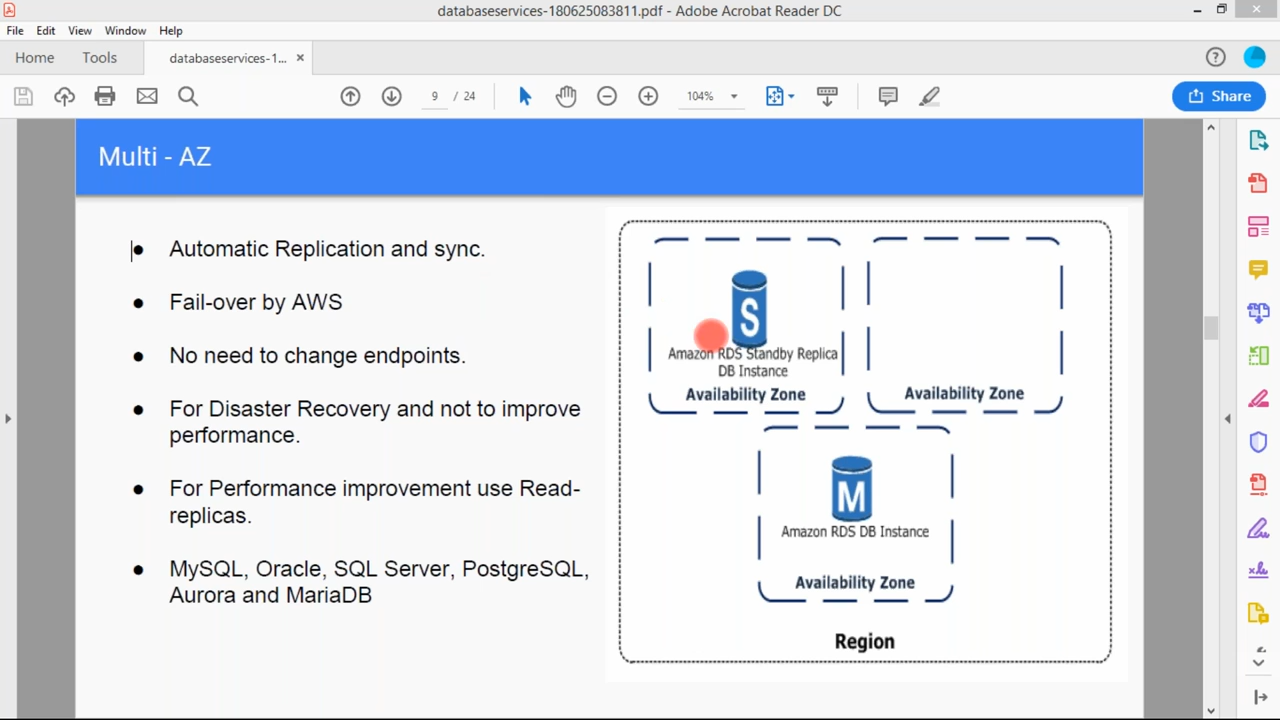 databaseservices-180625083811.pdf - Adobe Acrobat Reader DC
File Edit View Window Help
Home Tools databaseservices-1... ×
9 / 24 104% Share
Multi - AZ
● Automatic Replication and sync.
● Fail-over by AWS
● No need to change endpoints.
● For Disaster Recovery and not to improve
performance.
● For Performance improvement use Read-
replicas.
● MySQL, Oracle, SQL Server, PostgreSQL,
Aurora and MariaDB
S
Amazon RDS Standby Replica
DB Instance
Availability Zone
Availability Zone
M
Amazon RDS DB Instance
Availability Zone
Region